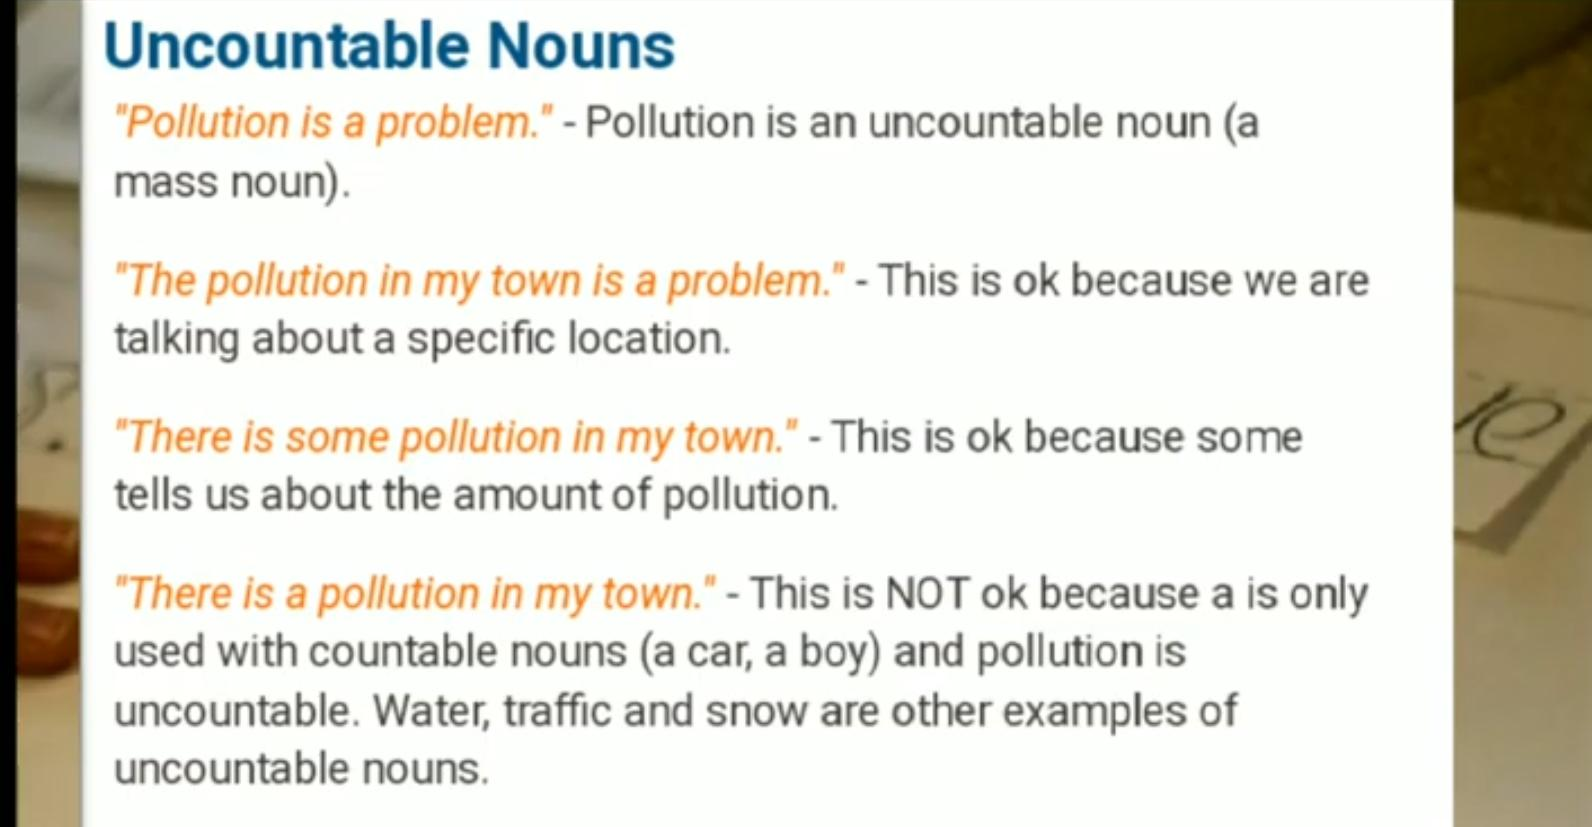 Uncountable Nouns
"Pollution is a problem." - Pollution is an uncountable noun (a
mass noun).
"The pollution in my town is a problem." - This is ok because we are
talking about a specific location.
"There is some pollution in my town." - This is ok because some
tells us about the amount of pollution.
"There is a pollution in my town." - This is NOT ok because a is only
used with countable nouns (a car, a boy) and pollution is
uncountable. Water, traffic and snow are other examples of
uncountable nouns.